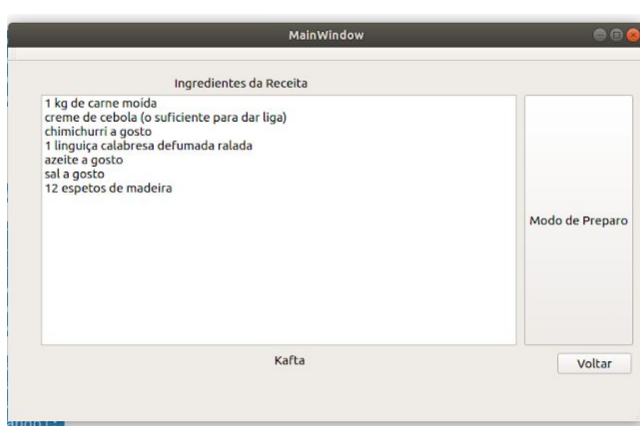 MainWindow
Ingredientes da Receita
1 kg de carne moída
creme de cebola (o suficiente para dar liga)
chimichurri a gosto
1 linguiça calabresa defumada ralada
azeite a gosto
sal a gosto
12 espetos de madeira
Modo de Preparo
Kafta
Voltar